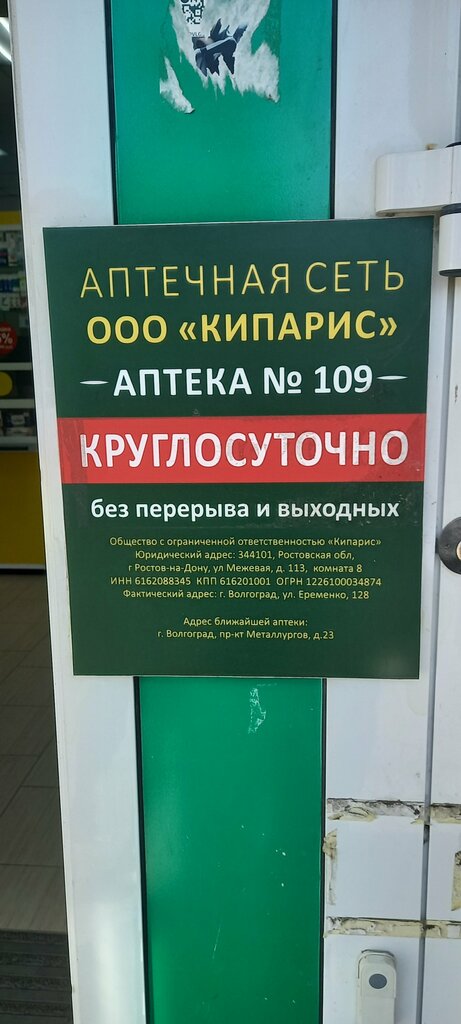 АПТЕЧНАЯ СЕТЬ
ООО «КИПАРИС»
АПТЕКА № 109
КРУГЛОСУТОЧНО
без перерыва и выходных
Общество с ограниченной ответственностью «Кипарис»
Юридический адрес: 344101, Ростовская обл,
г Ростов-на-Дону, ул Межевая, д. 113, комната 8
ИНН 6162088345 КПП 616201001 ОГРН 1226100034874
Фактический адрес: г. Волгоград, ул. Еременко, 128
Адрес ближайшей аптеки:
г. Волгоград, пр-кт Металлургов, д.23